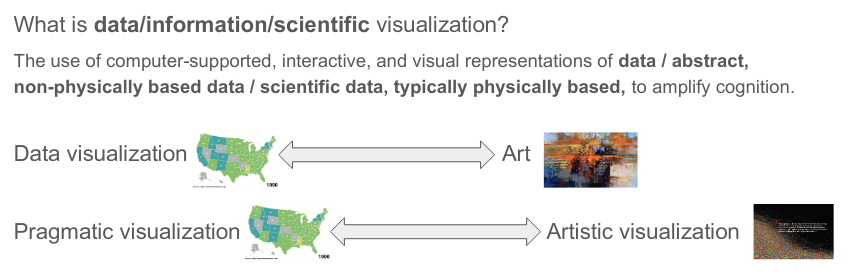 What is data/information/scientific visualization?
The use of computer-supported, interactive, and visual representations of data / abstract,
non-physically based data / scientific data, typically physically based, to amplify cognition.
Data visualization
1990
Art
Pragmatic visualization
1990
Artistic visualization